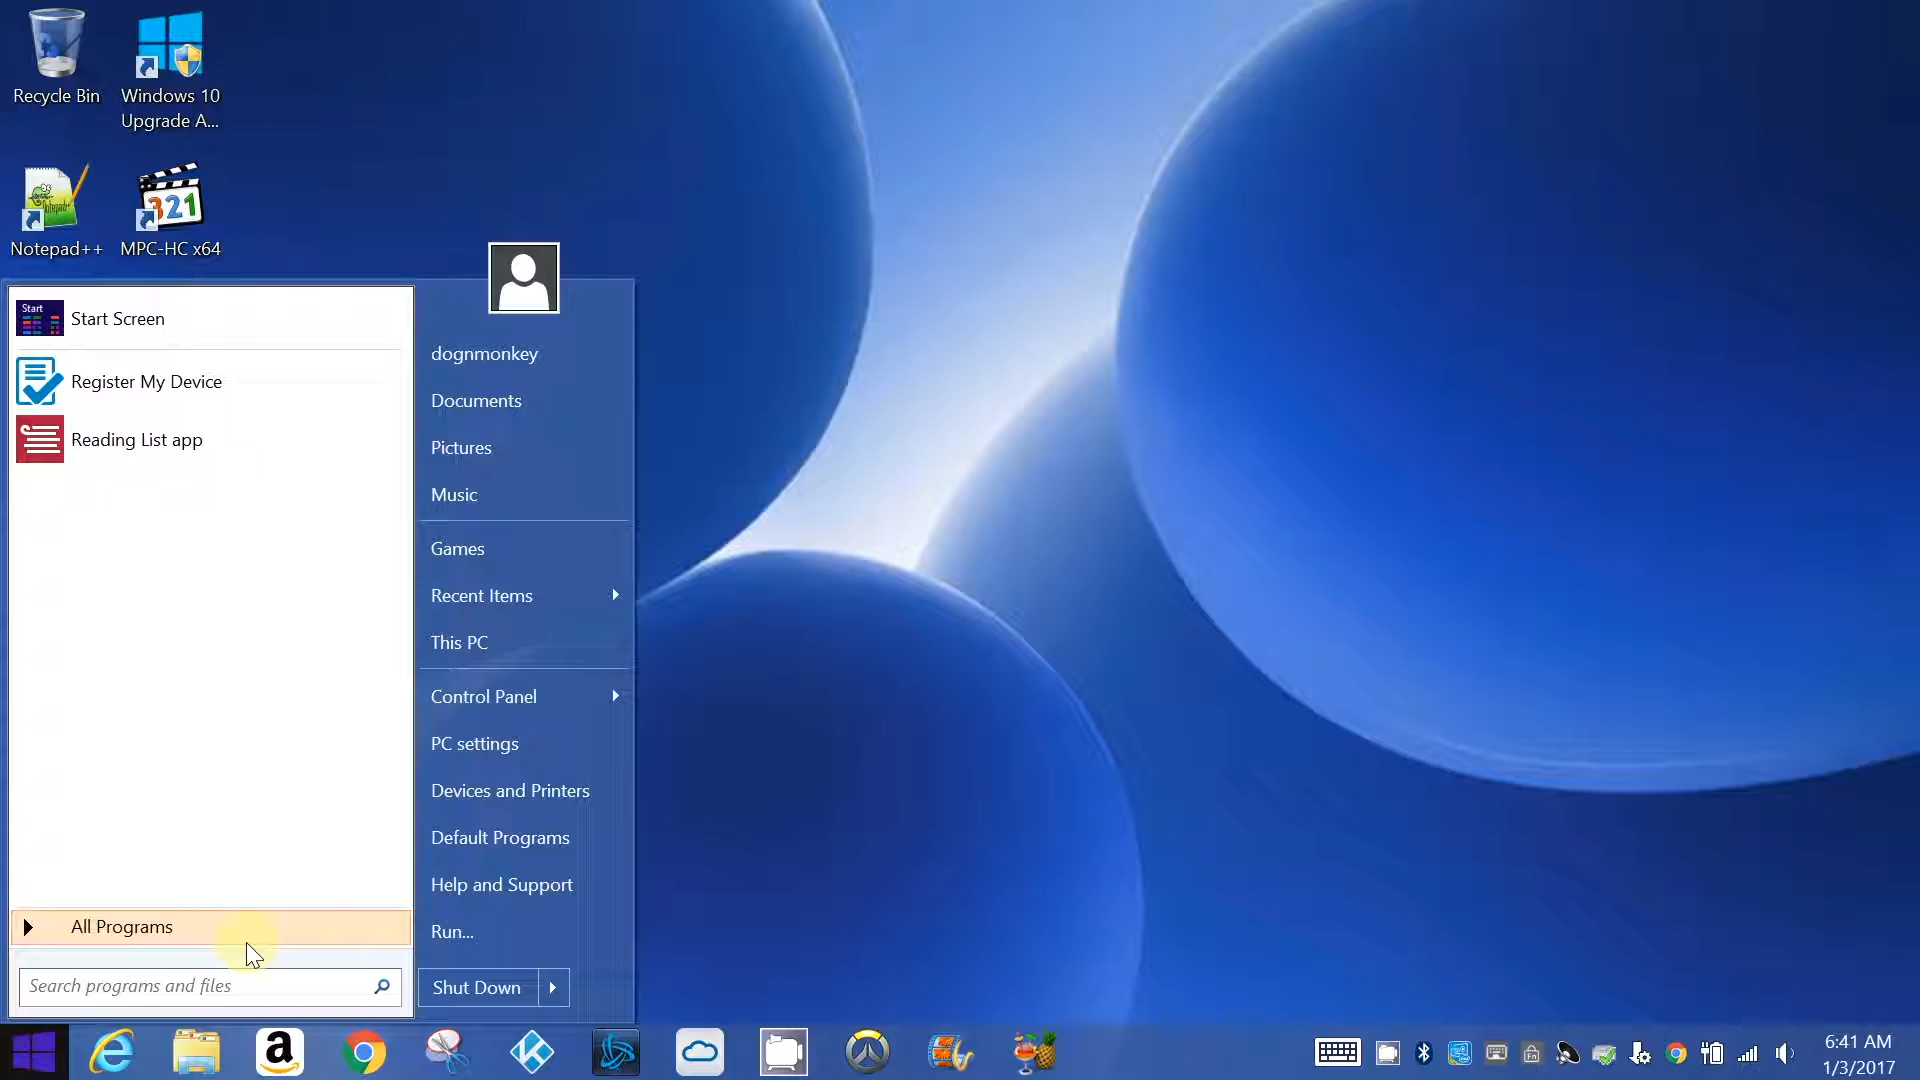 Recycle Bin
Windows 10
Upgrade A...
Notepad++
MPC-HC x64
321
Start
Start Screen
Register My Device
Reading List app
All Programs
Search programs and files
dognmonkey
Documents
Pictures
Music
Games
Recent Items
This PC
Control Panel
PC settings
Devices and Printers
Default Programs
Help and Support
Run...
Shut Down
a
Fn
6:41 AM
1/3/2017